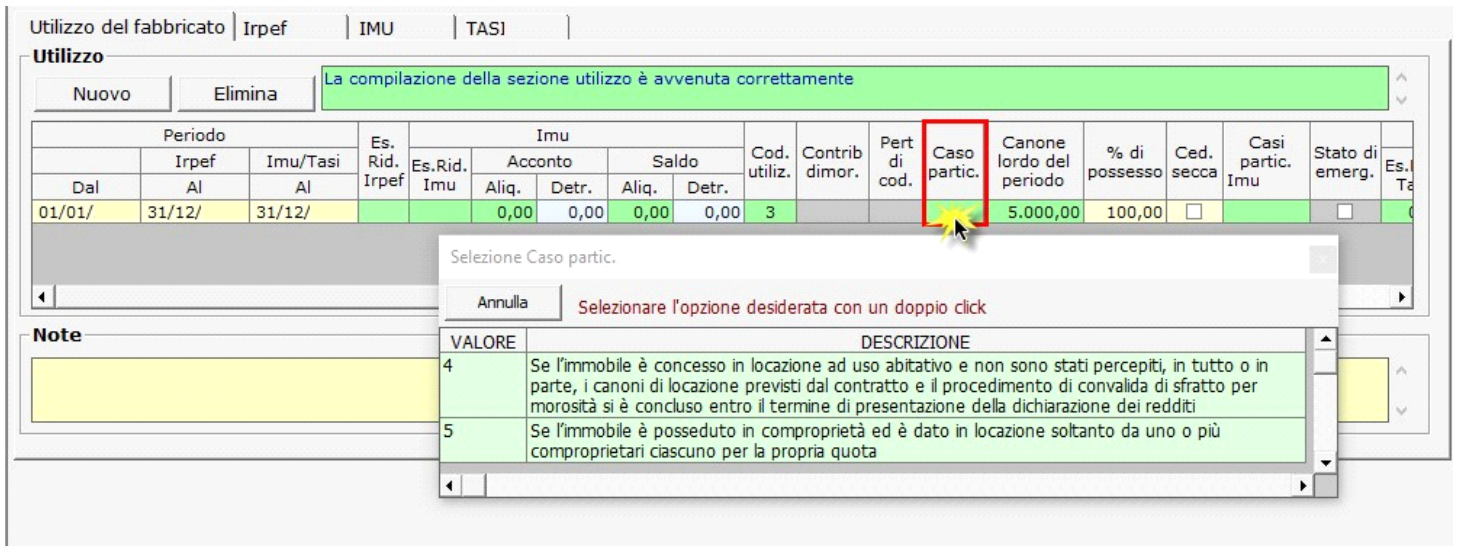 Utilizzo del fabbricato Irpef IMU TASI
Utilizzo
Nuovo Elimina La compilazione della sezione utilizzo è avvenuta correttamente
Periodo Es. Rid. Irpef Imu Cod. utiliz. Contrib dimor. Pert di cod. Caso partic. Canone lordo del periodo % di possesso Ced. secca Casi partic. Imu Stato di emerg.
Irpef Imu/Tasi Es.Rid. Imu Acconto Saldo
Dal Al Al Aliq. Detr. Aliq. Detr.
01/01/ 31/12/ 31/12/ 0,00 0,00 0,00 0,00 3 5.000,00 100,00
Selezione Caso partic.
Annulla Selezionare l'opzione desiderata con un doppio click
Note
VALORE DESCRIZIONE
4 Se l’immobile è concesso in locazione ad uso abitativo e non sono stati percepiti, in tutto o in
parte, i canoni di locazione previsti dal contratto e il procedimento di convalida di sfratto per
morosità si è concluso entro il termine di presentazione della dichiarazione dei redditi
5 Se l’immobile è posseduto in comproprietà ed è dato in locazione soltanto da uno o più
comproprietari ciascuno per la propria quota